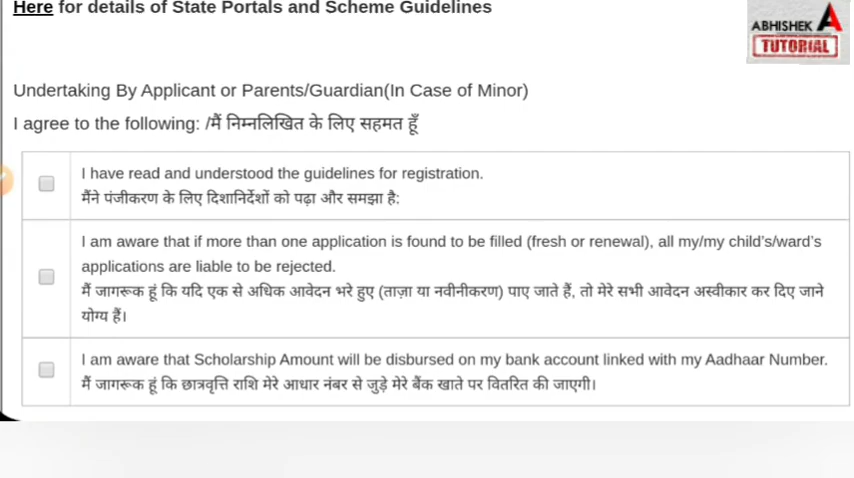 Here for details of State Portals and Scheme Guidelines
ABHISHEK A
TUTORIAL
Undertaking By Applicant or Parents/Guardian(In Case of Minor)
I agree to the following: /मैं निम्नलिखित के लिए सहमत हूँ
I have read and understood the guidelines for registration.
मैंने पंजीकरण के लिए दिशानिर्देशों को पढ़ा और समझा है:
I am aware that if more than one application is found to be filled (fresh or renewal), all my/my child's/ward's
applications are liable to be rejected.
मैं जागरूक हूं कि यदि एक से अधिक आवेदन भरे हुए (ताज़ा या नवीनीकरण) पाए जाते हैं, तो मेरे सभी आवेदन अस्वीकार कर दिए जाने
योग्य हैं।
I am aware that Scholarship Amount will be disbursed on my bank account linked with my Aadhaar Number.
मैं जागरूक हूं कि छात्रवृत्ति राशि मेरे आधार नंबर से जुड़े मेरे बैंक खाते पर वितरित की जाएगी।